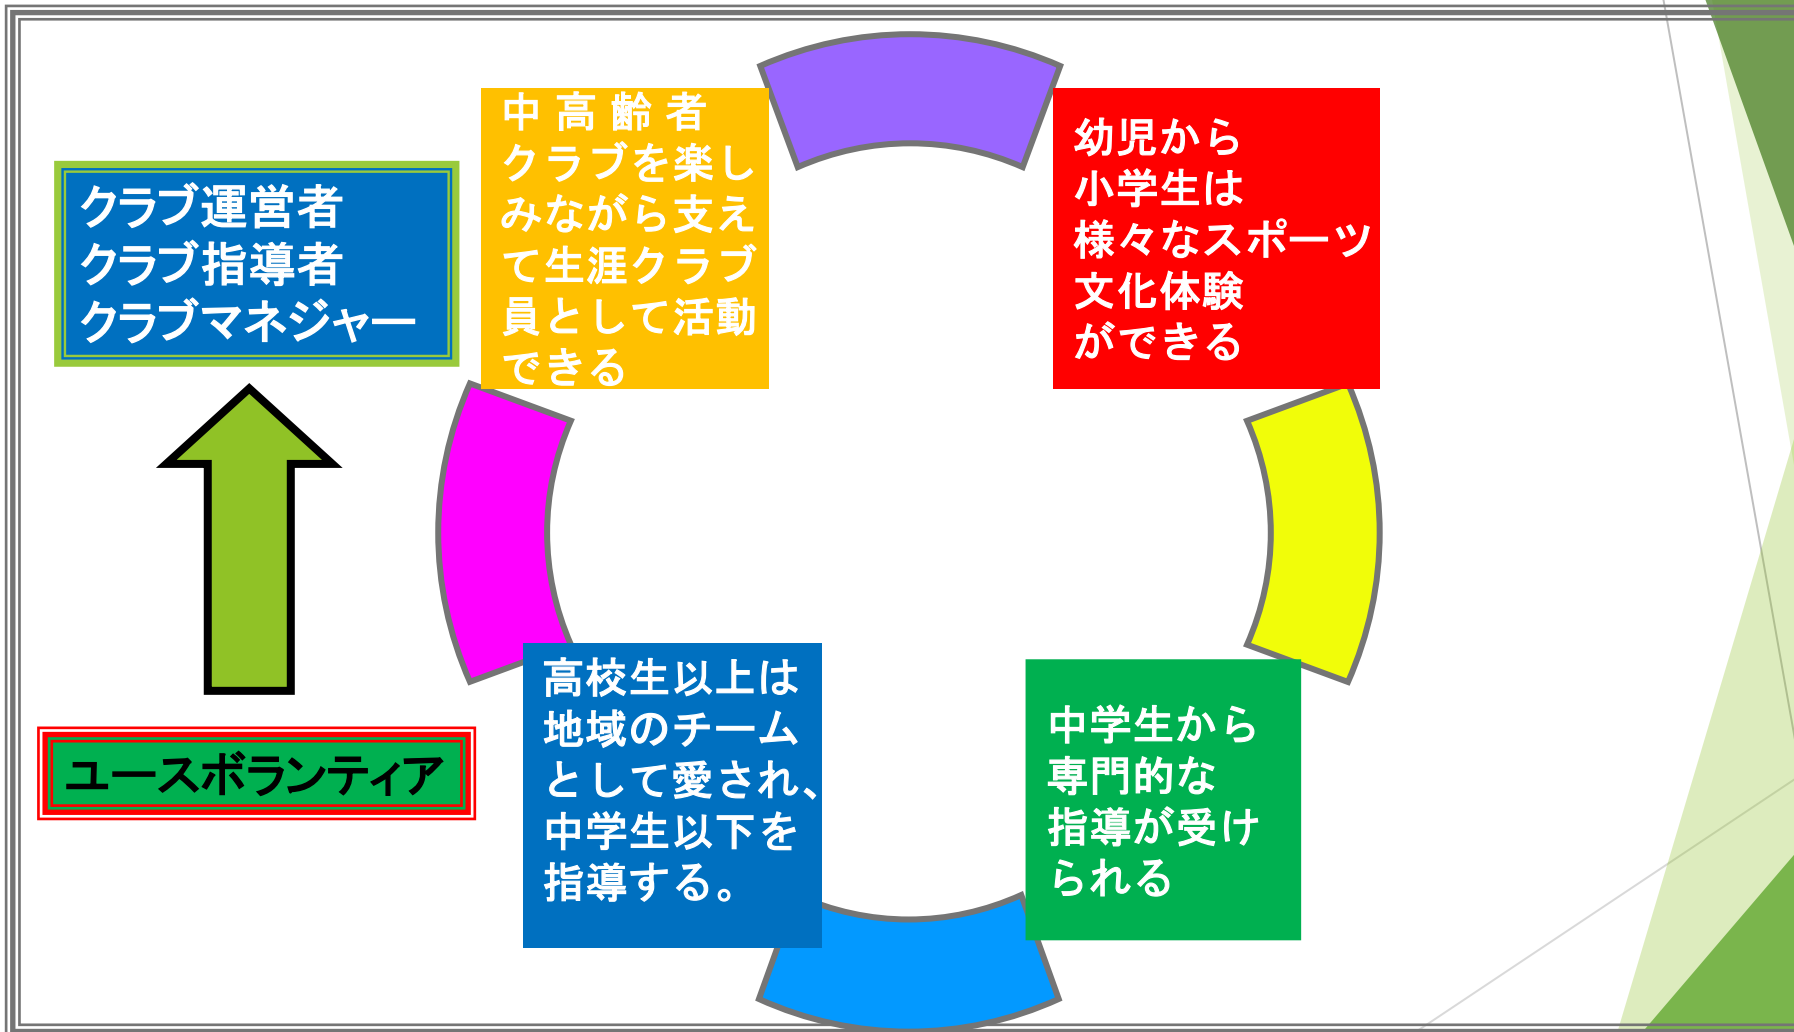 中高齢者
クラブを楽し
みながら支え
て生涯クラブ
員として活動
できる
幼児から
小学生は
様々なスポーツ
文化体験
ができる
クラブ運営者
クラブ指導者
クラブマネジャー
高校生以上は
地域のチーム
として愛され、
中学生以下を
指導する。
中学生から
専門的な
指導が受け
られる
ユースボランティア